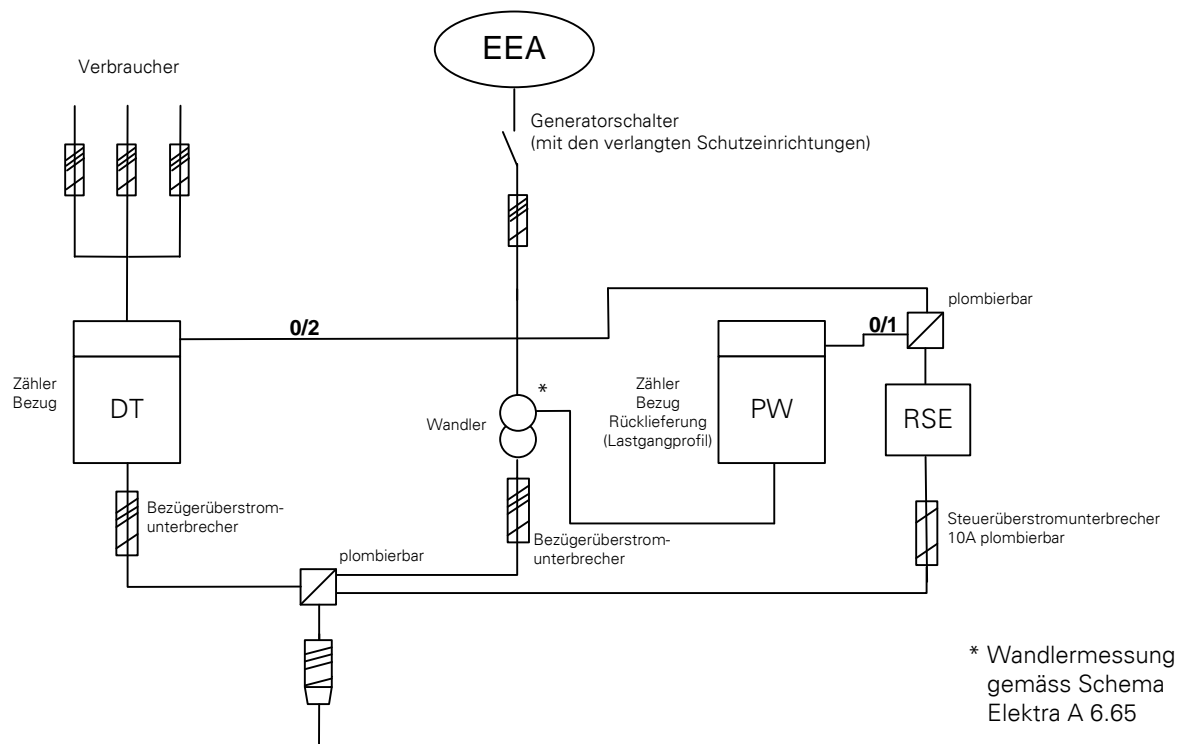 EEA
Verbraucher
Generatorschalter
(mit den verlangten Schutzeinrichtungen)
plombierbar
0/2
0/1
Zähler
Bezug
DT
*
Wandler
Zähler
Bezug
Rücklieferung
(Lastgangprofil)
PW
RSE
Bezügerüberstrom-
unterbrecher
Bezügerüberstrom-
unterbrecher
Steuerüberstromunterbrecher
10A plombierbar
plombierbar
* Wandlermessung
gemäss Schema
Elektra A 6.65